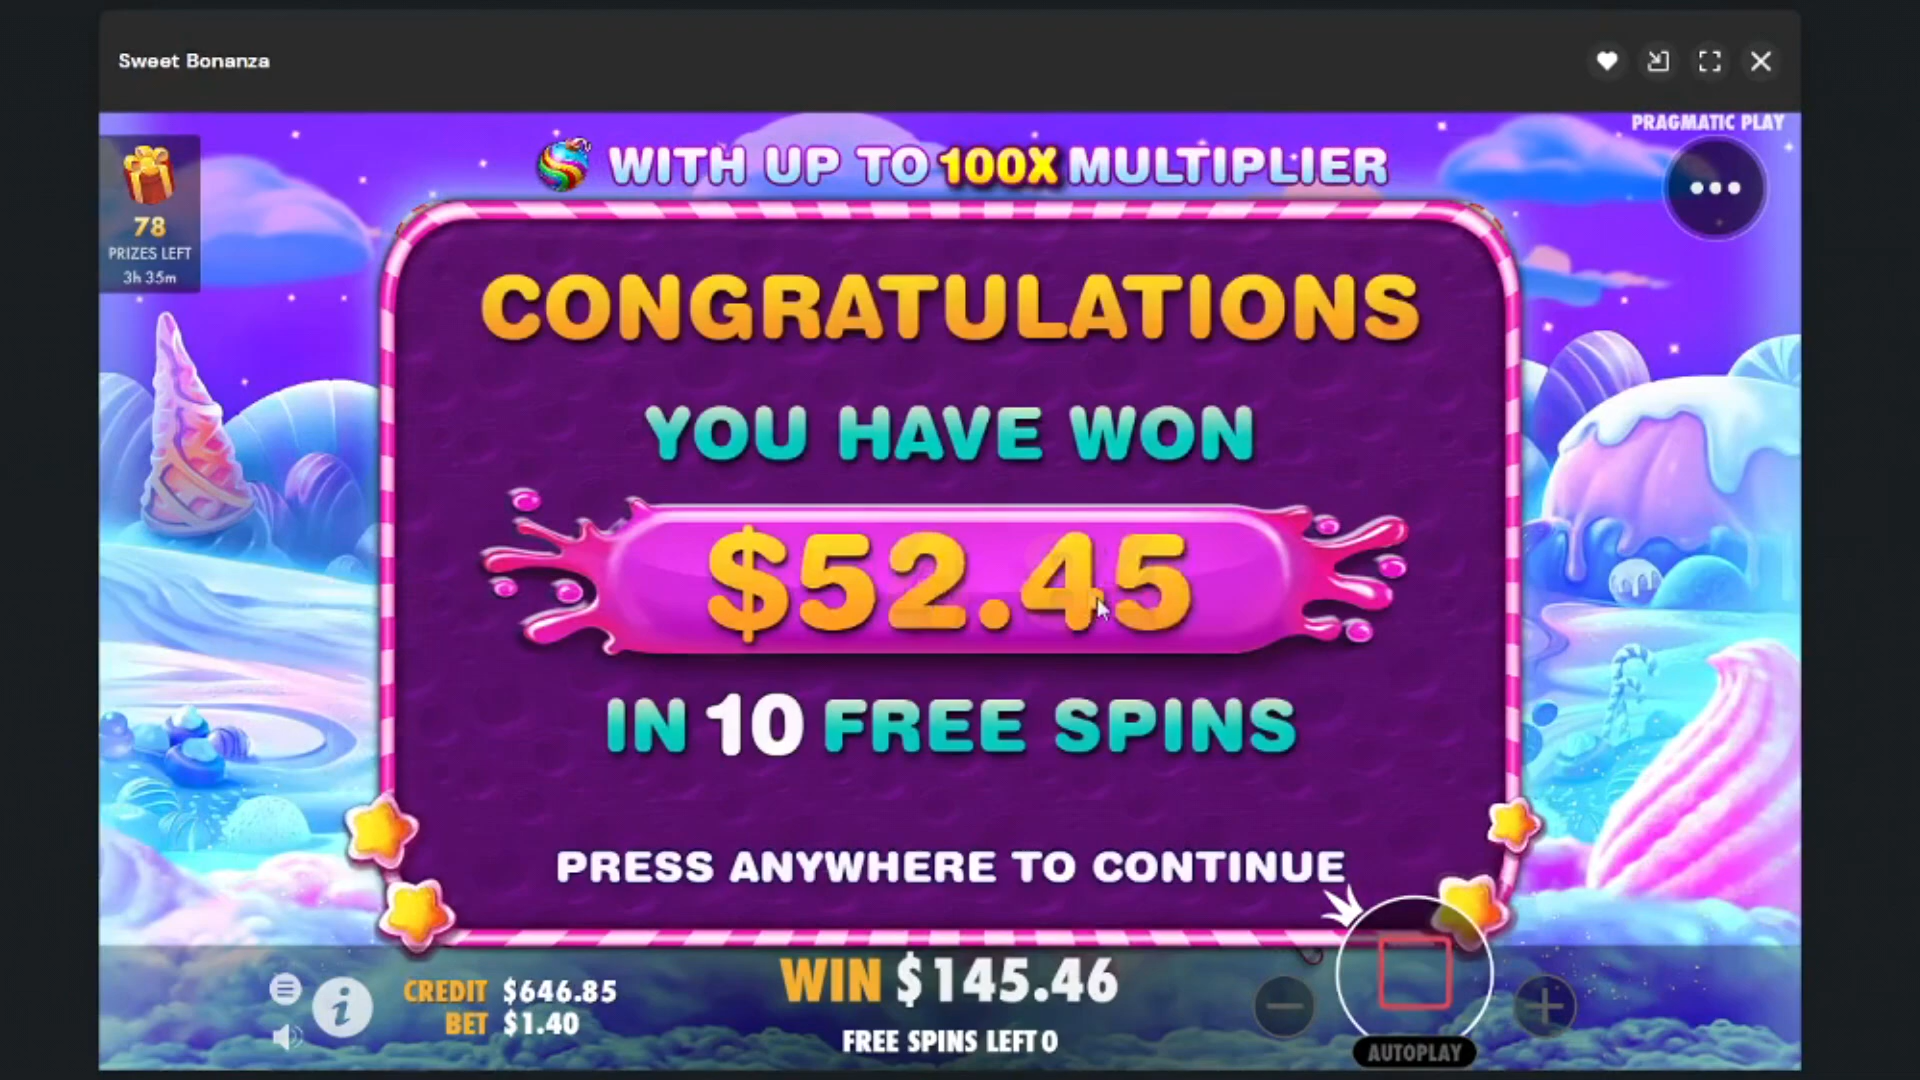 Sweet Bonanza
PRAGMATIC PLAY
WITH UP TO 100X MULTIPLIER
78
PRIZES LEFT
3h 35m
CONGRATULATIONS
YOU HAVE WON
$52.45
IN 10 FREE SPINS
PRESS ANYWHERE TO CONTINUE
CREDIT $646.85
BET $1.40
WIN $145.46
FREE SPINS LEFT 0
AUTOPLAY